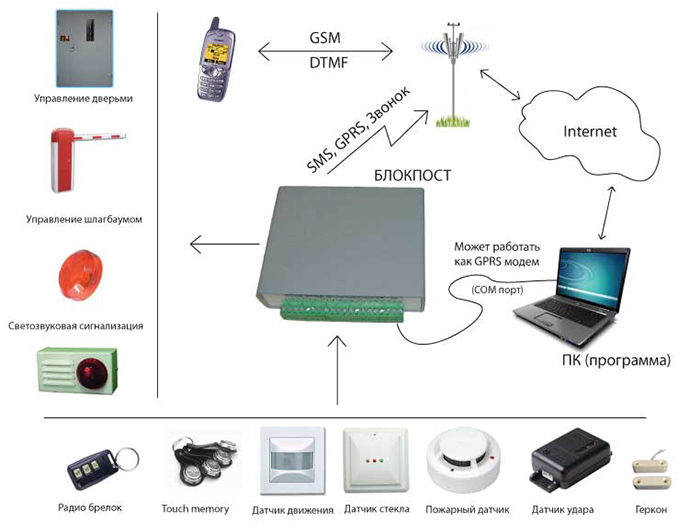 GSM
DTMF
SMS, GPRS, Звонок
Internet
БЛОКПОСТ
Управление дверьми
Управление шлагбаумом
Светозвуковая сигнализация
Может работать
как GPRS модем
(COM порт)
ПК (программа)
Радио брелок
Touch memory
Датчик движения
Датчик стекла
Пожарный датчик
Датчик удара
Геркон